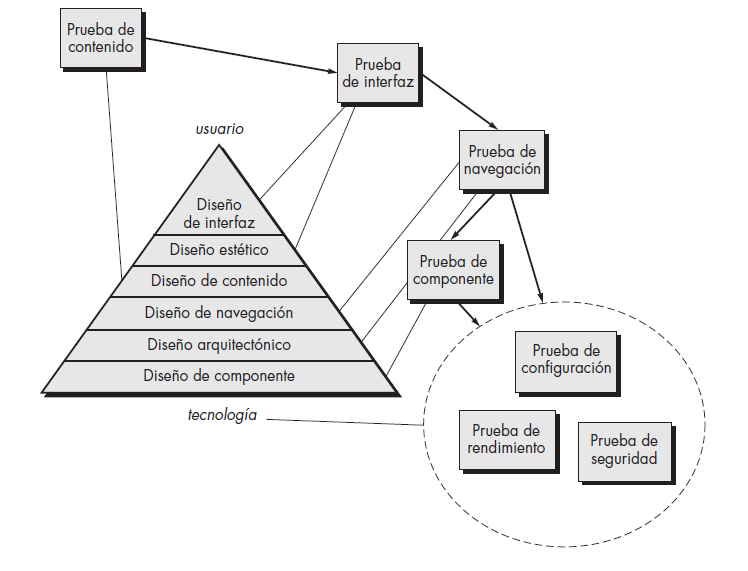 Prueba de
contenido
Prueba
de interfaz
usuario
Prueba de
navegación
Diseño
de interfaz
Diseño estético
Diseño de contenido
Diseño de navegación
Diseño arquitectónico
Diseño de componente
Prueba de
componente
tecnología
Prueba de
configuración
Prueba de
rendimiento
Prueba de
seguridad